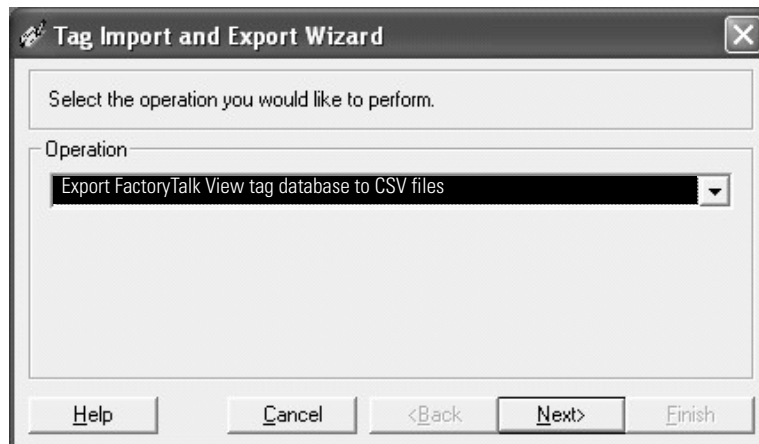 Tag Import and Export Wizard
Select the operation you would like to perform.
Operation
Export FactoryTalk View tag database to CSV files
Help
Cancel
<Back
Next>
Finish